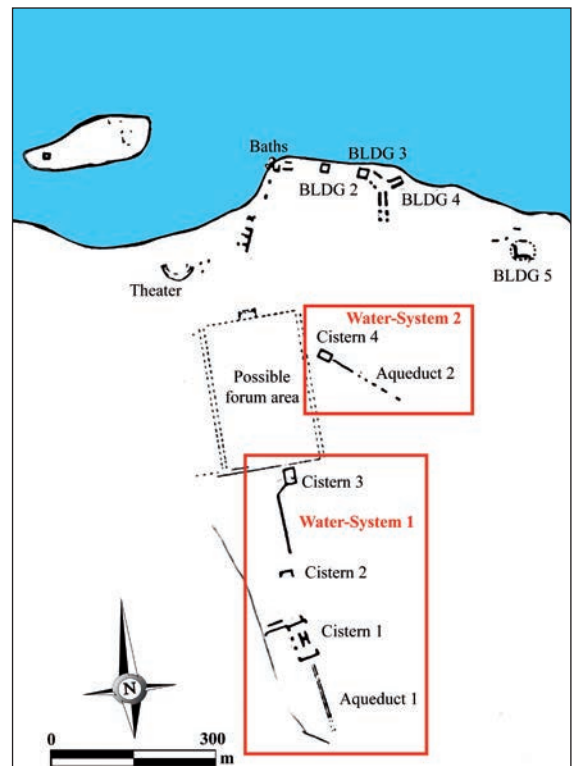 Baths
BLDG 3
BLDG 2
BLDG 4
BLDG 5
Theater
Water-System 2
Cistern 4
Aqueduct 2
Possible
forum area
Cistern 3
Water-System 1
Cistern 2
Cistern 1
Aqueduct 1
N
0 300
m